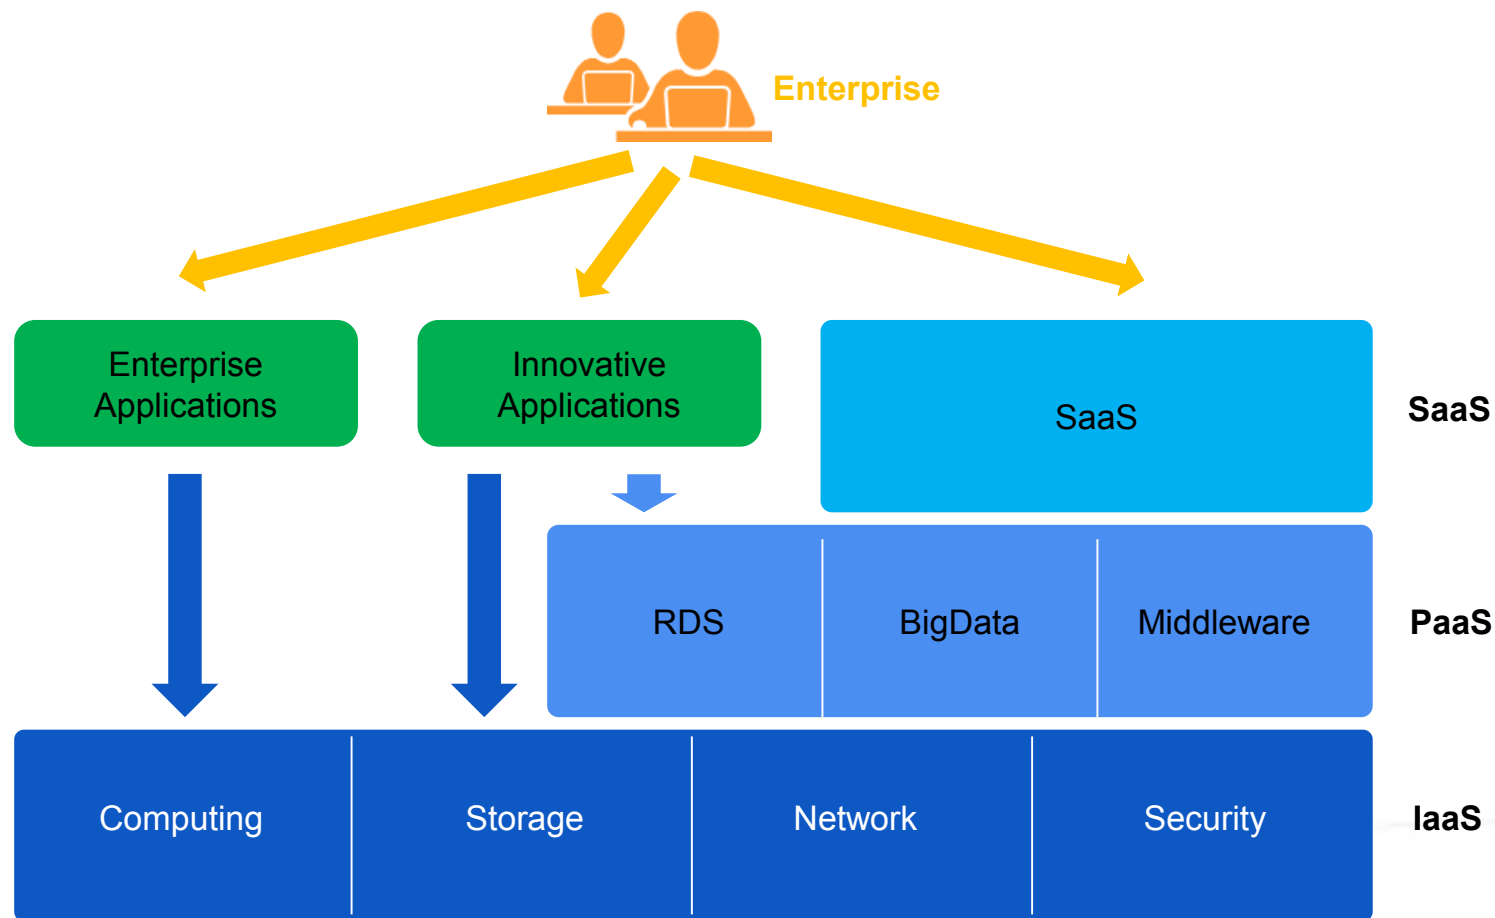 Enterprise
Enterprise
Applications
Innovative
Applications
SaaS
SaaS
RDS
BigData
Middleware
PaaS
Computing
Storage
Network
Security
IaaS